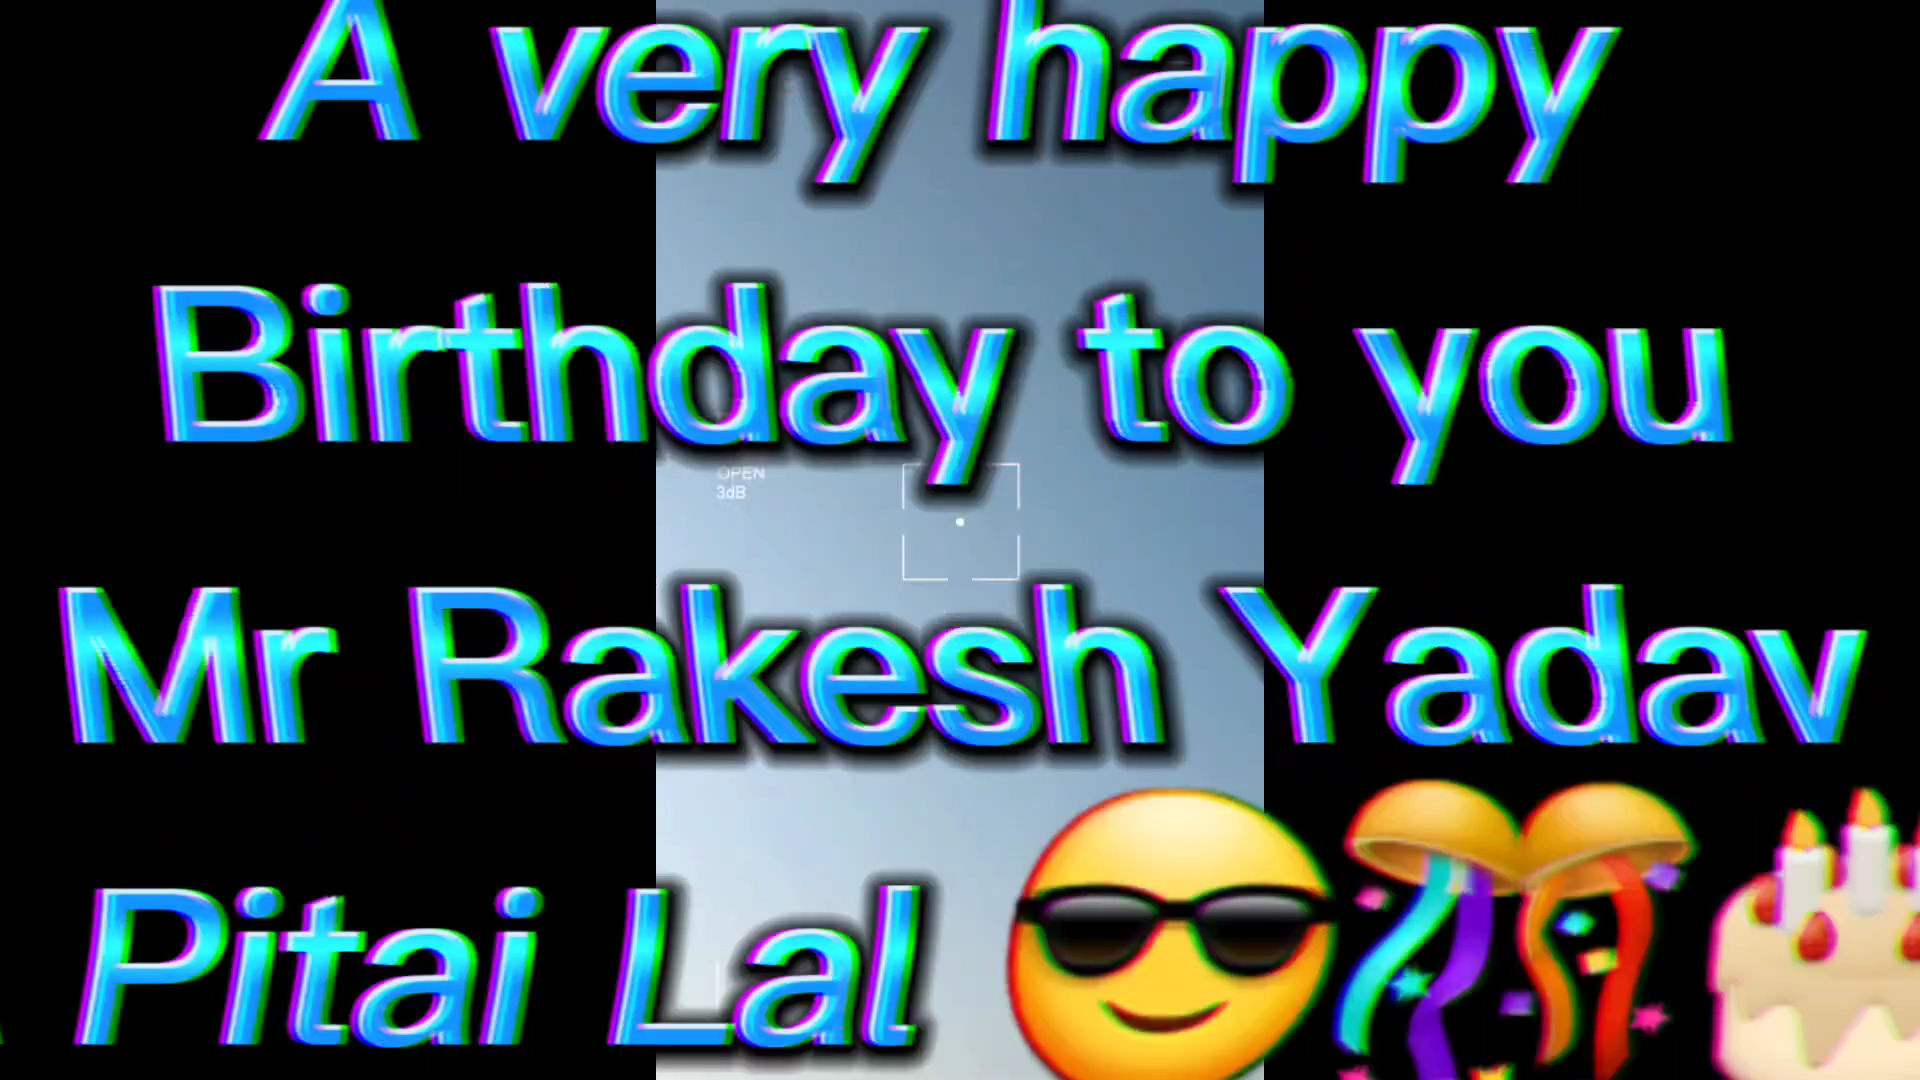 A very happy
Birthday to you
OPEN
3dB
Mr Rakesh Yadav
Pitai Lal 😎🎊🎂